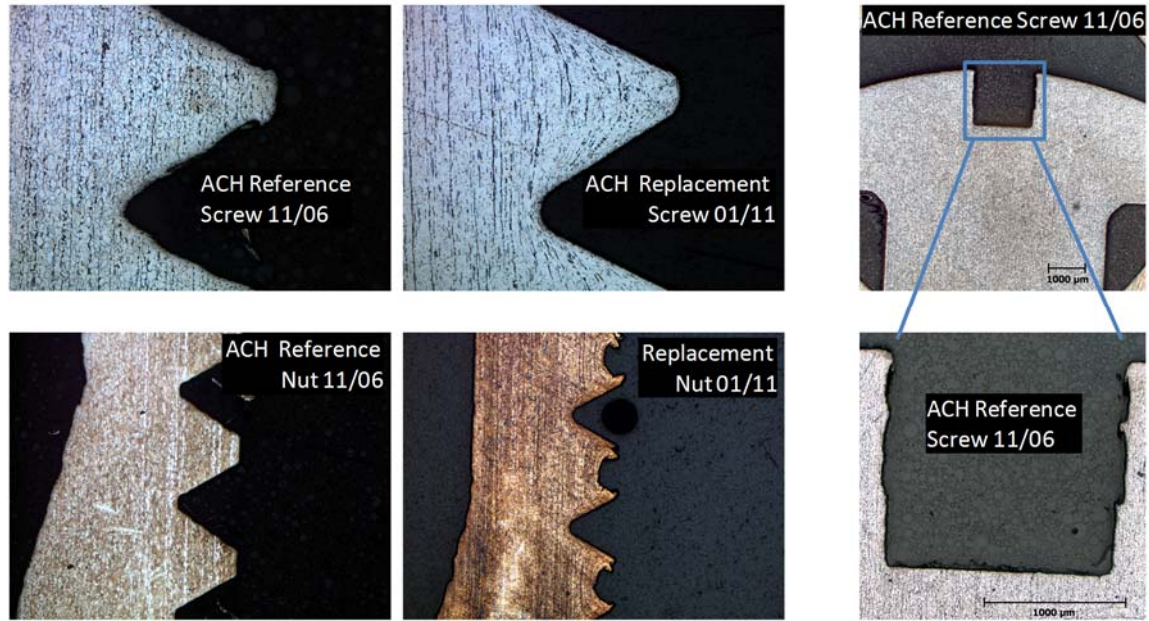 ACH Reference
Screw 11/06
ACH Replacement
Screw 01/11
ACH Reference Screw 11/06
1000 µm
ACH Reference
Nut 11/06
Replacement
Nut 01/11
ACH Reference
Screw 11/06
1000 µm